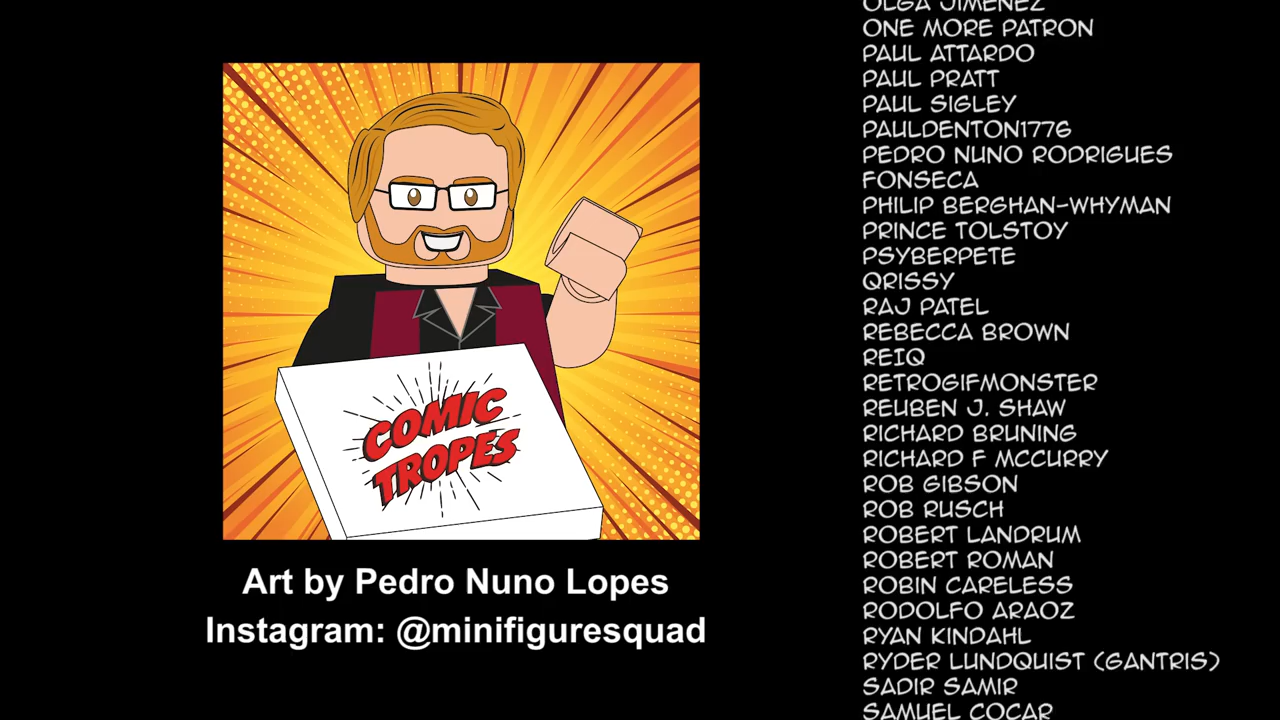 COMIC
TROPES
Art by Pedro Nuno Lopes
Instagram: @minifiguresquad
OLGA JIMENEZ
ONE MORE PATRON
PAUL ATTARDO
PAUL PRATT
PAUL SIGLEY
PAULDENTON1776
PEDRO NUNO RODRIGUES
FONSECA
PHILIP BERGHAN-WHYMAN
PRINCE TOLSTOY
PSYBERPETE
QRISSY
RAJ PATEL
REBECCA BROWN
REIQ
RETROGIFMONSTER
REUBEN J. SHAW
RICHARD BRUNING
RICHARD F MCCURRY
ROB GIBSON
ROB RUSCH
ROBERT LANDRUM
ROBERT ROMAN
ROBIN CARELESS
RODOLFO ARAOZ
RYAN KINDAHL
RYDER LUNDQUIST (GANTRIS)
SADIR SAMIR
SAMUEL COCAR